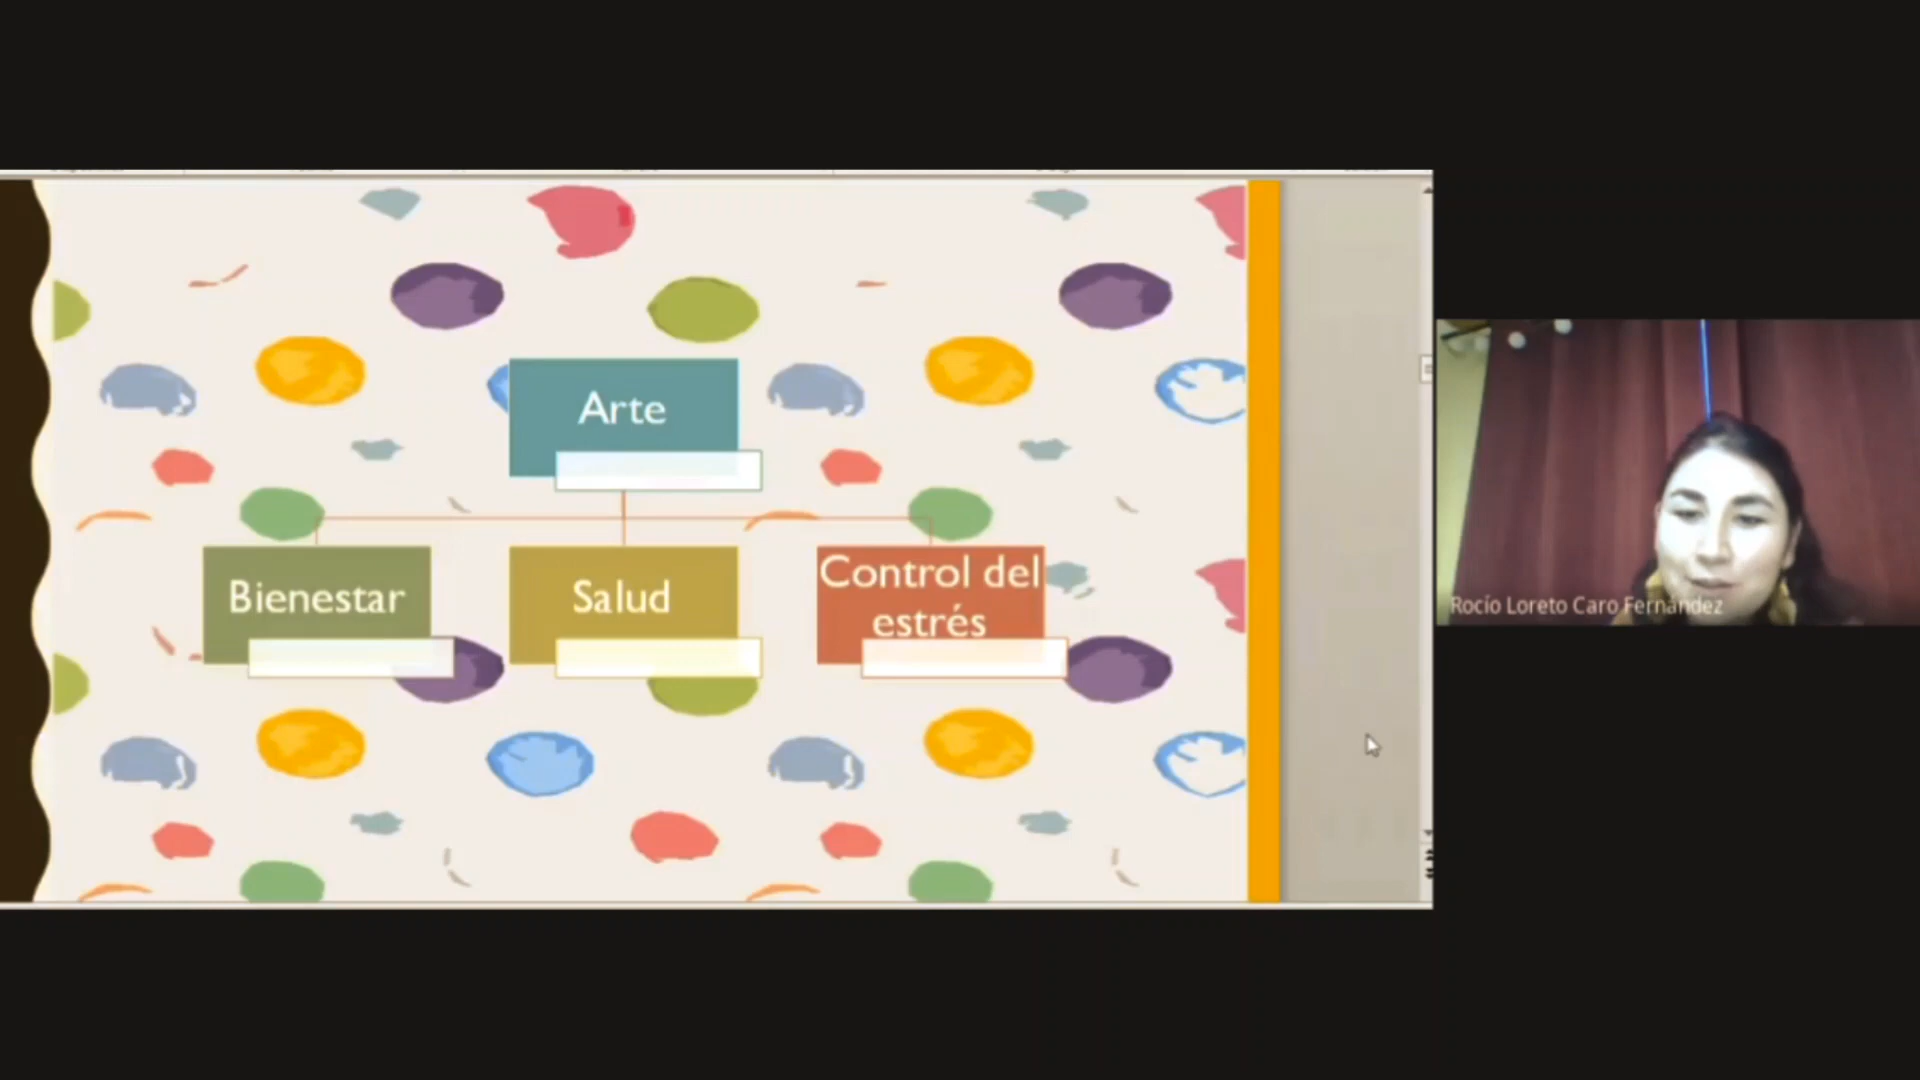 Arte
Bienestar
Salud
Control del
estrés
Rocío Loreto Caro Fernández